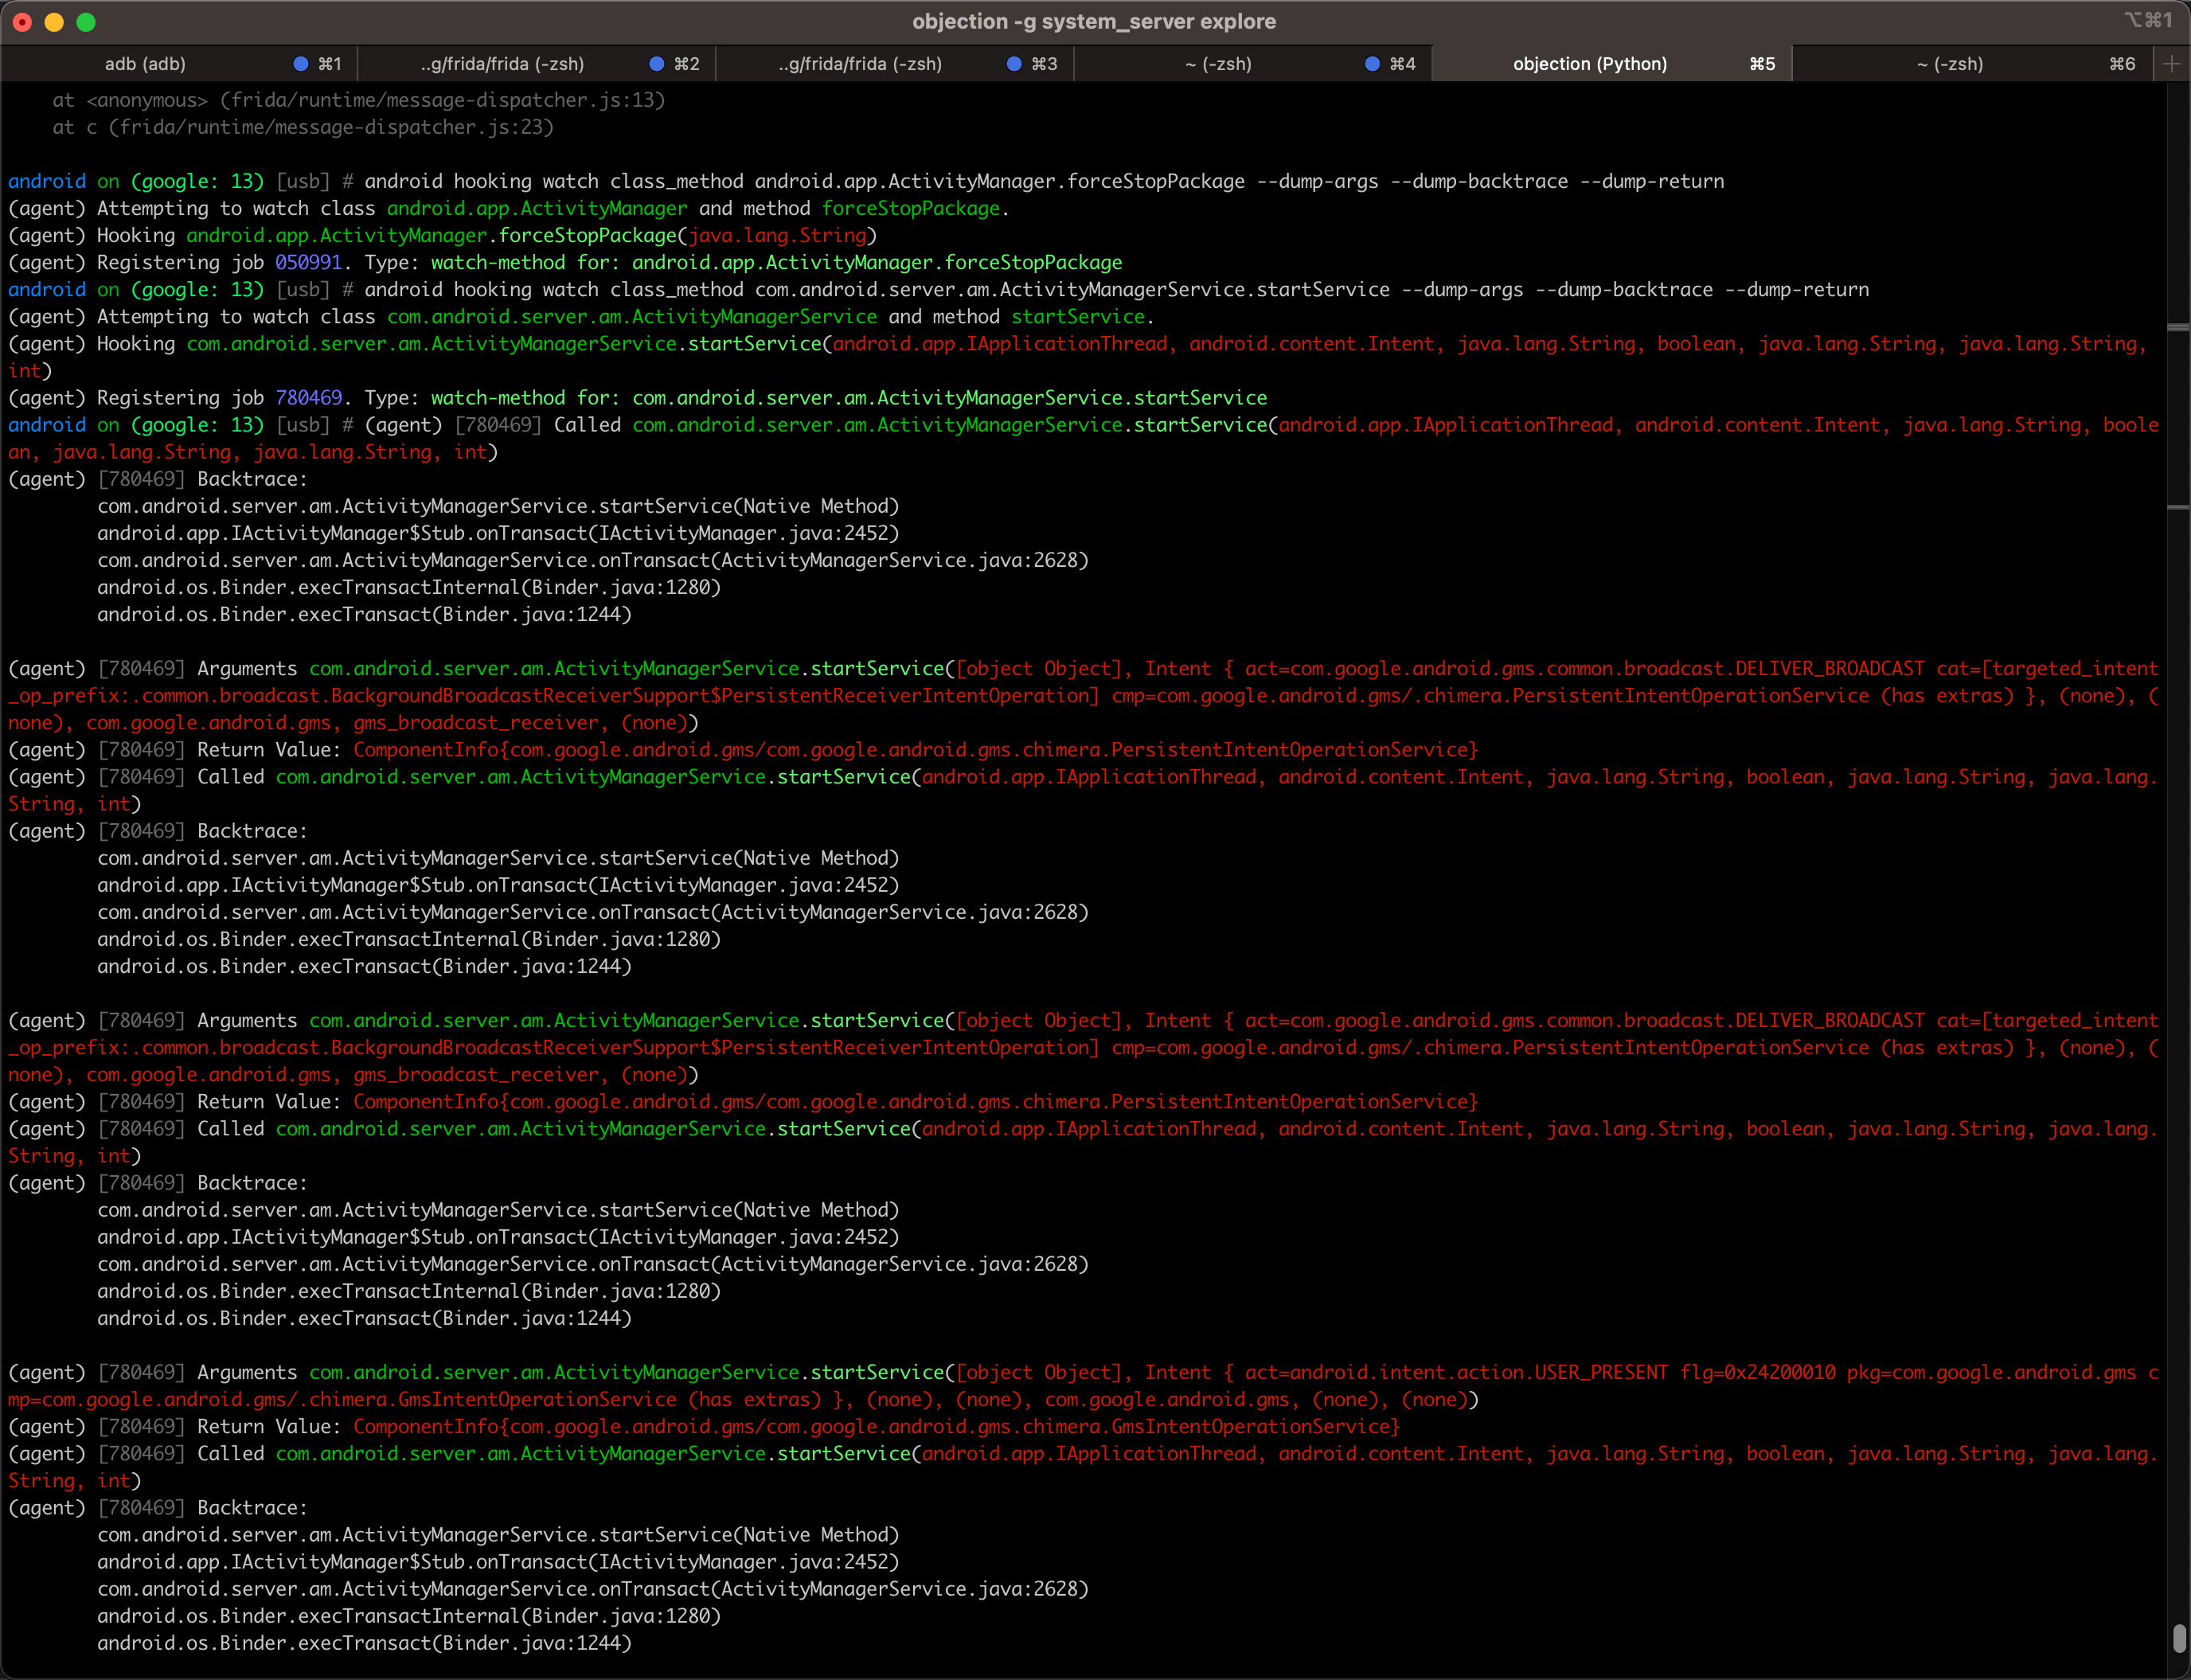 objection -g system_server explore
⌥⌘1
adb (adb) ⌘1 ..g/frida/frida (-zsh) ⌘2 ..g/frida/frida (-zsh) ⌘3 ~ (-zsh) ⌘4 objection (Python) ⌘5 ~ (-zsh) ⌘6 +
at <anonymous> (frida/runtime/message-dispatcher.js:13)
at c (frida/runtime/message-dispatcher.js:23)
android on (google: 13) [usb] # android hooking watch class_method android.app.ActivityManager.forceStopPackage --dump-args --dump-backtrace --dump-return
(agent) Attempting to watch class android.app.ActivityManager and method forceStopPackage.
(agent) Hooking android.app.ActivityManager.forceStopPackage(java.lang.String)
(agent) Registering job 050991. Type: watch-method for: android.app.ActivityManager.forceStopPackage
android on (google: 13) [usb] # android hooking watch class_method com.android.server.am.ActivityManagerService.startService --dump-args --dump-backtrace --dump-return
(agent) Attempting to watch class com.android.server.am.ActivityManagerService and method startService.
(agent) Hooking com.android.server.am.ActivityManagerService.startService(android.app.IApplicationThread, android.content.Intent, java.lang.String, boolean, java.lang.String, java.lang.String,
int)
(agent) Registering job 780469. Type: watch-method for: com.android.server.am.ActivityManagerService.startService
android on (google: 13) [usb] # (agent) [780469] Called com.android.server.am.ActivityManagerService.startService(android.app.IApplicationThread, android.content.Intent, java.lang.String, boole
an, java.lang.String, java.lang.String, int)
(agent) [780469] Backtrace:
com.android.server.am.ActivityManagerService.startService(Native Method)
android.app.IActivityManager$Stub.onTransact(IActivityManager.java:2452)
com.android.server.am.ActivityManagerService.onTransact(ActivityManagerService.java:2628)
android.os.Binder.execTransactInternal(Binder.java:1280)
android.os.Binder.execTransact(Binder.java:1244)
(agent) [780469] Arguments com.android.server.am.ActivityManagerService.startService([object Object], Intent { act=com.google.android.gms.common.broadcast.DELIVER_BROADCAST cat=[targeted_intent
_op_prefix:.common.broadcast.BackgroundBroadcastReceiverSupport$PersistentReceiverIntentOperation] cmp=com.google.android.gms/.chimera.PersistentIntentOperationService (has extras) }, (none), (
none), com.google.android.gms, gms_broadcast_receiver, (none))
(agent) [780469] Return Value: ComponentInfo{com.google.android.gms/com.google.android.gms.chimera.PersistentIntentOperationService}
(agent) [780469] Called com.android.server.am.ActivityManagerService.startService(android.app.IApplicationThread, android.content.Intent, java.lang.String, boolean, java.lang.String, java.lang.
String, int)
(agent) [780469] Backtrace:
com.android.server.am.ActivityManagerService.startService(Native Method)
android.app.IActivityManager$Stub.onTransact(IActivityManager.java:2452)
com.android.server.am.ActivityManagerService.onTransact(ActivityManagerService.java:2628)
android.os.Binder.execTransactInternal(Binder.java:1280)
android.os.Binder.execTransact(Binder.java:1244)
(agent) [780469] Arguments com.android.server.am.ActivityManagerService.startService([object Object], Intent { act=com.google.android.gms.common.broadcast.DELIVER_BROADCAST cat=[targeted_intent
_op_prefix:.common.broadcast.BackgroundBroadcastReceiverSupport$PersistentReceiverIntentOperation] cmp=com.google.android.gms/.chimera.PersistentIntentOperationService (has extras) }, (none), (
none), com.google.android.gms, gms_broadcast_receiver, (none))
(agent) [780469] Return Value: ComponentInfo{com.google.android.gms/com.google.android.gms.chimera.PersistentIntentOperationService}
(agent) [780469] Called com.android.server.am.ActivityManagerService.startService(android.app.IApplicationThread, android.content.Intent, java.lang.String, boolean, java.lang.String, java.lang.
String, int)
(agent) [780469] Backtrace:
com.android.server.am.ActivityManagerService.startService(Native Method)
android.app.IActivityManager$Stub.onTransact(IActivityManager.java:2452)
com.android.server.am.ActivityManagerService.onTransact(ActivityManagerService.java:2628)
android.os.Binder.execTransactInternal(Binder.java:1280)
android.os.Binder.execTransact(Binder.java:1244)
(agent) [780469] Arguments com.android.server.am.ActivityManagerService.startService([object Object], Intent { act=android.intent.action.USER_PRESENT flg=0x24200010 pkg=com.google.android.gms c
mp=com.google.android.gms/.chimera.GmsIntentOperationService (has extras) }, (none), (none), com.google.android.gms, (none), (none))
(agent) [780469] Return Value: ComponentInfo{com.google.android.gms/com.google.android.gms.chimera.GmsIntentOperationService}
(agent) [780469] Called com.android.server.am.ActivityManagerService.startService(android.app.IApplicationThread, android.content.Intent, java.lang.String, boolean, java.lang.String, java.lang.
String, int)
(agent) [780469] Backtrace:
com.android.server.am.ActivityManagerService.startService(Native Method)
android.app.IActivityManager$Stub.onTransact(IActivityManager.java:2452)
com.android.server.am.ActivityManagerService.onTransact(ActivityManagerService.java:2628)
android.os.Binder.execTransactInternal(Binder.java:1280)
android.os.Binder.execTransact(Binder.java:1244)